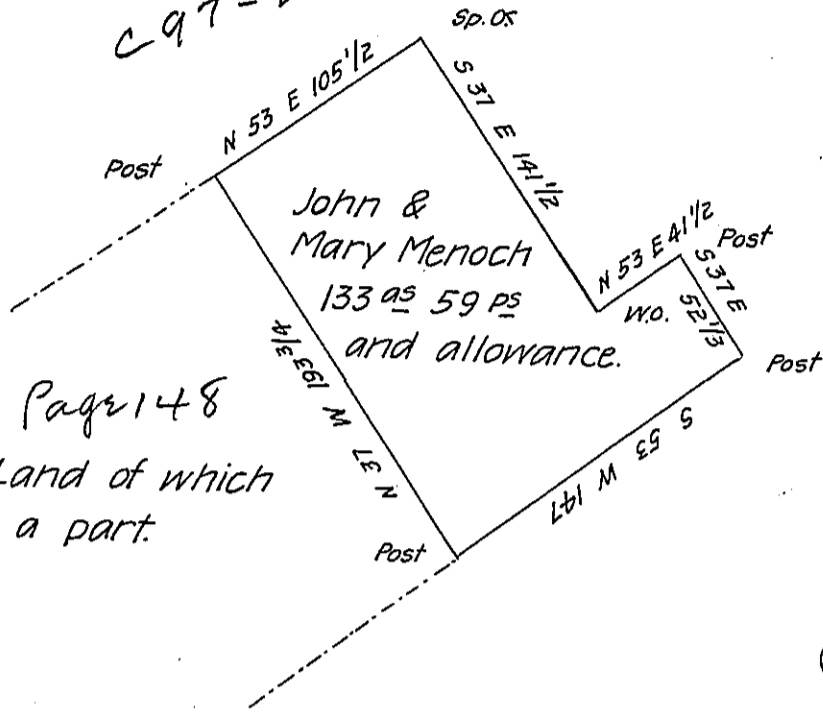 C 97-
Sp. Os
N 53 E 105 1/2
Post
S 37 E 141 1/2
John &
Mary Menoch
133 as 59 ps
and allowance.
N 53 E 41 1/2
Post
S 37 E
52 1/3
W.O.
Post
N 37 W 193 3/4
S 53 W 147
Page 148
Land of which
a part.
Post